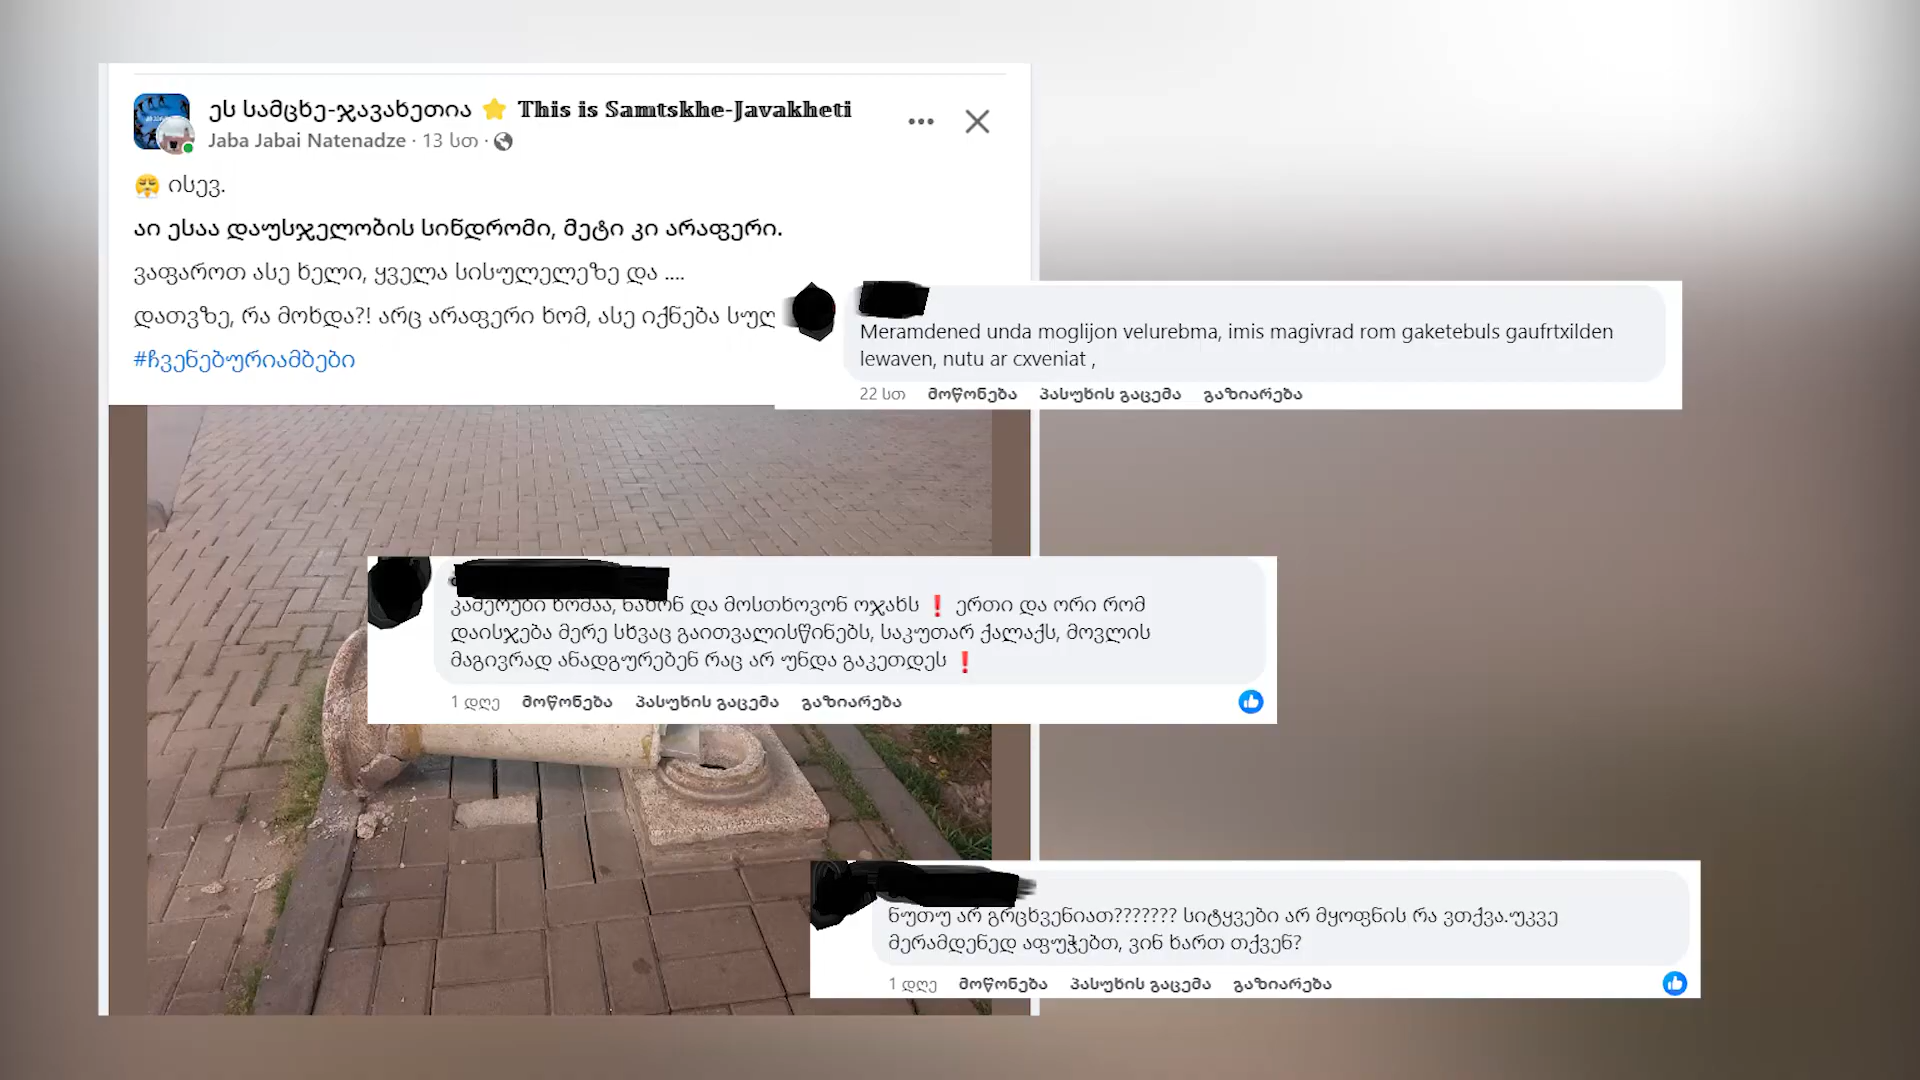 ეს სამცხე-ჯავახეთია ⭐ This is Samtskhe-Javakheti
Jaba Jabai Natenadze · 13 სთ ·
😤 ისევ.
აი ესაა დაუსჯელობის სინდრომი, მეტი კი არაფერი.
ვაფაროთ ასე ხელი, ყველა სისულელეზე და ....
დათვზე, რა მოხდა?! არც არაფერი ხომ, ასე იქნება სულ
#ჩვენებურიამბები
Meramdened unda moglijon velurebma, imis magivrad rom gaketebuls gaufrtxilden
lewaven, nutu ar cxveniat ,
22 სთ მოწონება პასუხის გაცემა გაზიარება
კამერები ხომაა, ნახონ და მოსთხოვონ ოჯახს ❗ ერთი და ორი რომ
დაისჯება მერე სხვაც გაითვალისწინებს, საკუთარ ქალაქს, მოვლის
მაგივრად ანადგურებენ რაც არ უნდა გაკეთდეს ❗
1 დღე მოწონება პასუხის გაცემა გაზიარება
ნუთუ არ გრცხვენიათ??????? სიტყვები არ მყოფნის რა ვთქვა.უკვე
მერამდენედ აფუჭებთ, ვინ ხართ თქვენ?
1 დღე მოწონება პასუხის გაცემა გაზიარება